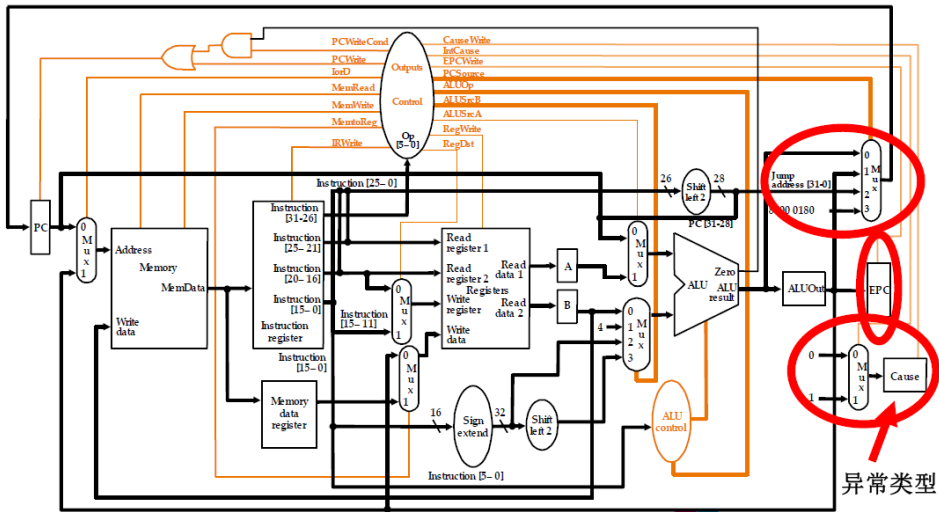 PCWriteCond
PCWrite
IorD
MemRead
MemWrite
MemtoReg
IRWrite
Outputs
Control
Op
[5– 0]
CauseWrite
IntCause
EPCWrite
PCSource
ALUOp
ALUSrcB
ALUSrcA
RegWrite
RegDst
PC
0
M
u
x
1
Address
Memory
MemData
Write
data
Instruction [25– 0]
Instruction
[31-26]
Instruction
[25– 21]
Instruction
[20– 16]
Instruction
[15– 0]
Instruction
register
Instruction
[15– 0]
Memory
data
register
0
M
u
x
1
[15– 11]
0
M
u
x
1
Read
register 1
Read
register 2
Registers
Write
register
Write
data
Read
data 1
Read
data 2
A
B
16
Sign
extend
32
Shift
left 2
Instruction [5– 0]
26
Shift
left 2
28
PC [31-28]
0
M
u
x
1
4
0
1
2
3
M
u
x
Zero
ALU
ALU
result
ALU
control
ALUOut
Jump
address [31-0]
0180
0
1
2
3
M
u
x
EPC
0
1
0
M
u
x
1
Cause
异常类型